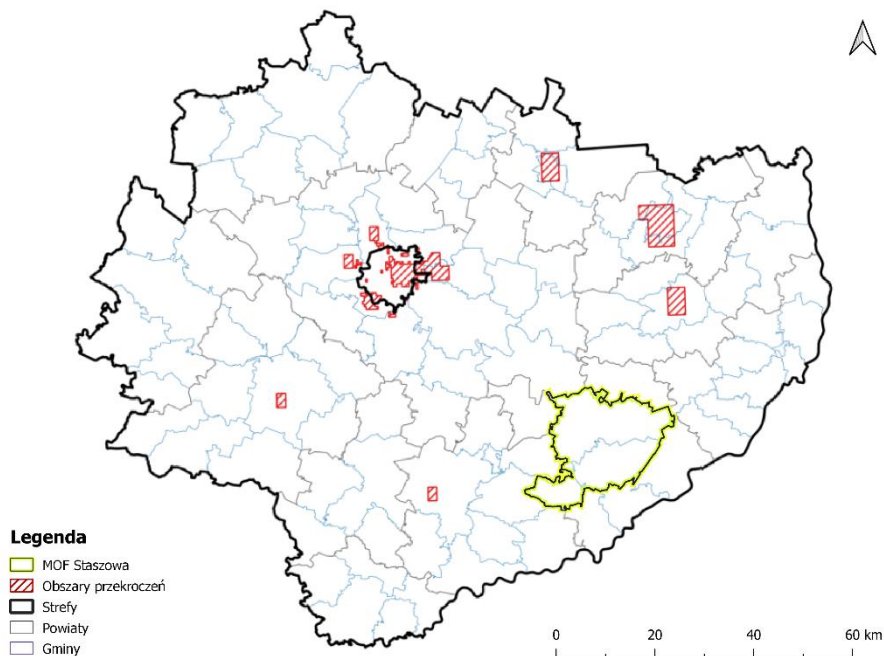 Legenda
MOF Staszowa
Obszary przekroczeń
Strefy
Powiaty
Gminy
0 20 40 60 km